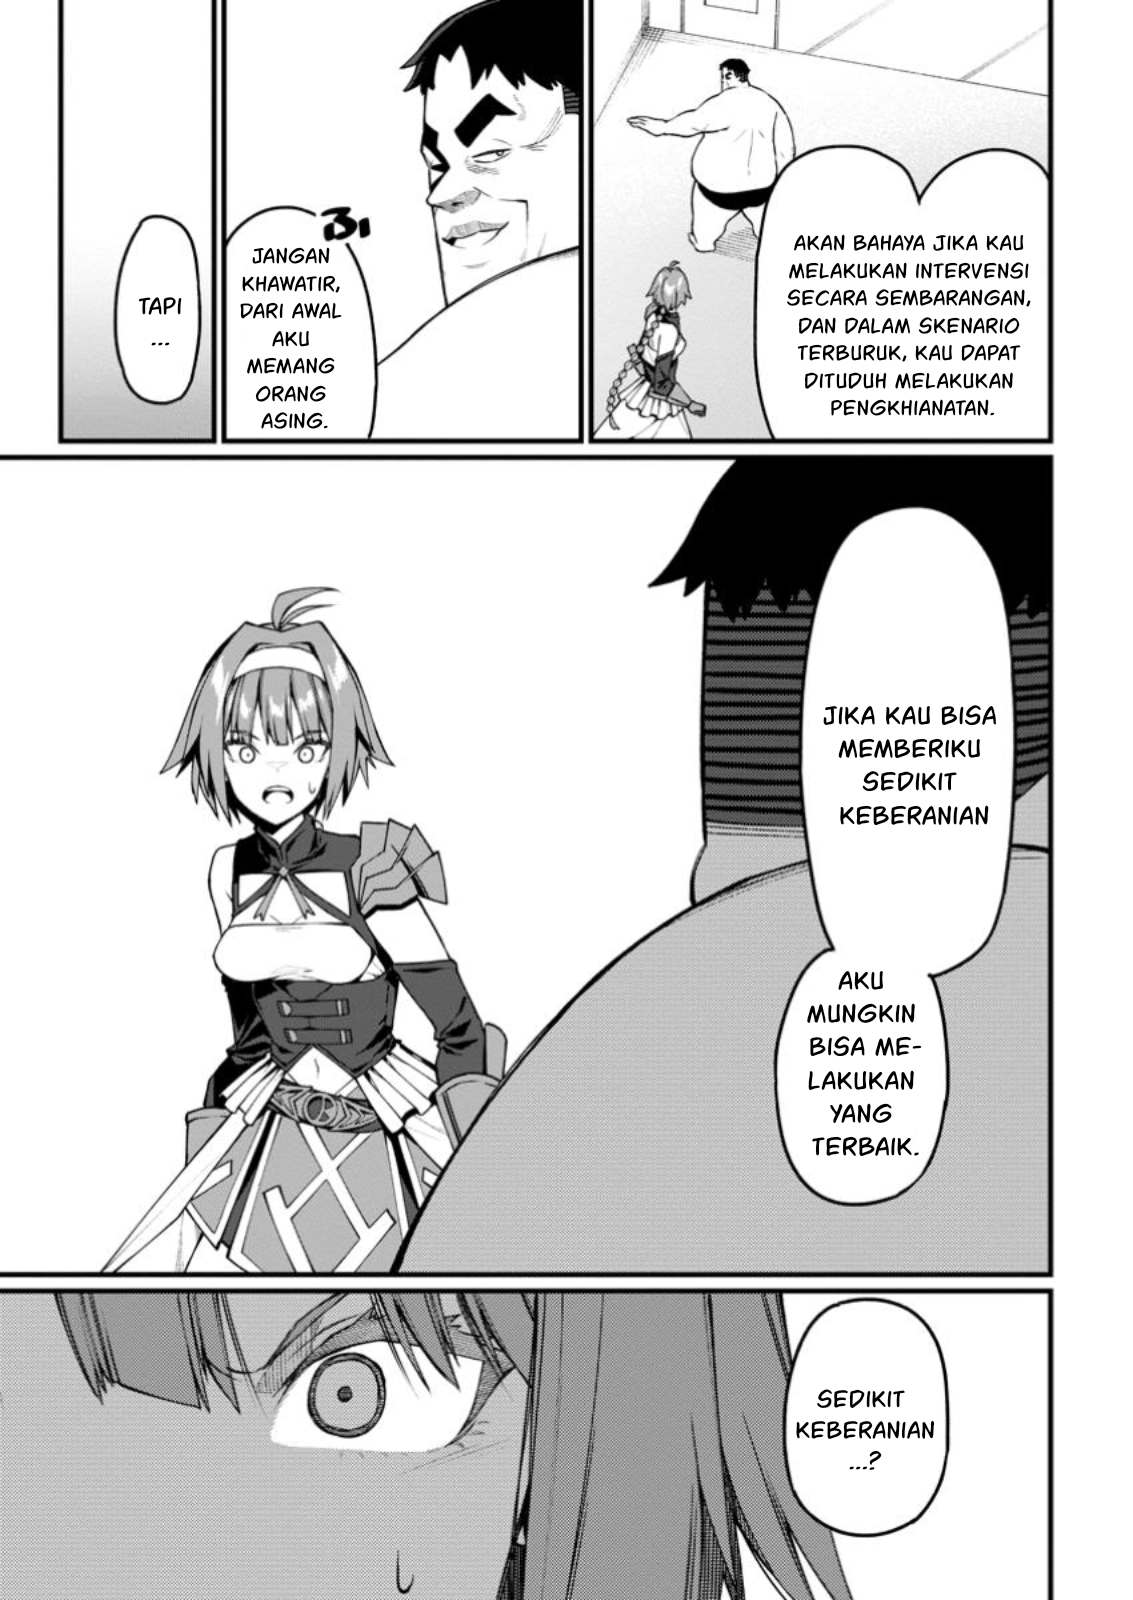 AKAN BAHAYA JIKA KAU
MELAKUKAN INTERVENSI
SECARA SEMBARANGAN,
DAN DALAM SKENARIO
TERBURUK, KAU DAPAT
DITUDUH MELAKUKAN
PENGKHIANATAN.
ふっ
JANGAN
KHAWATIR,
DARI AWAL
AKU
MEMANG
ORANG
ASING.
TAPI
...
JIKA KAU BISA
MEMBERIKU
SEDIKIT
KEBERANIAN
AKU
MUNGKIN
BISA ME-
LAKUKAN
YANG
TERBAIK.
SEDIKIT
KEBERANIAN
...?